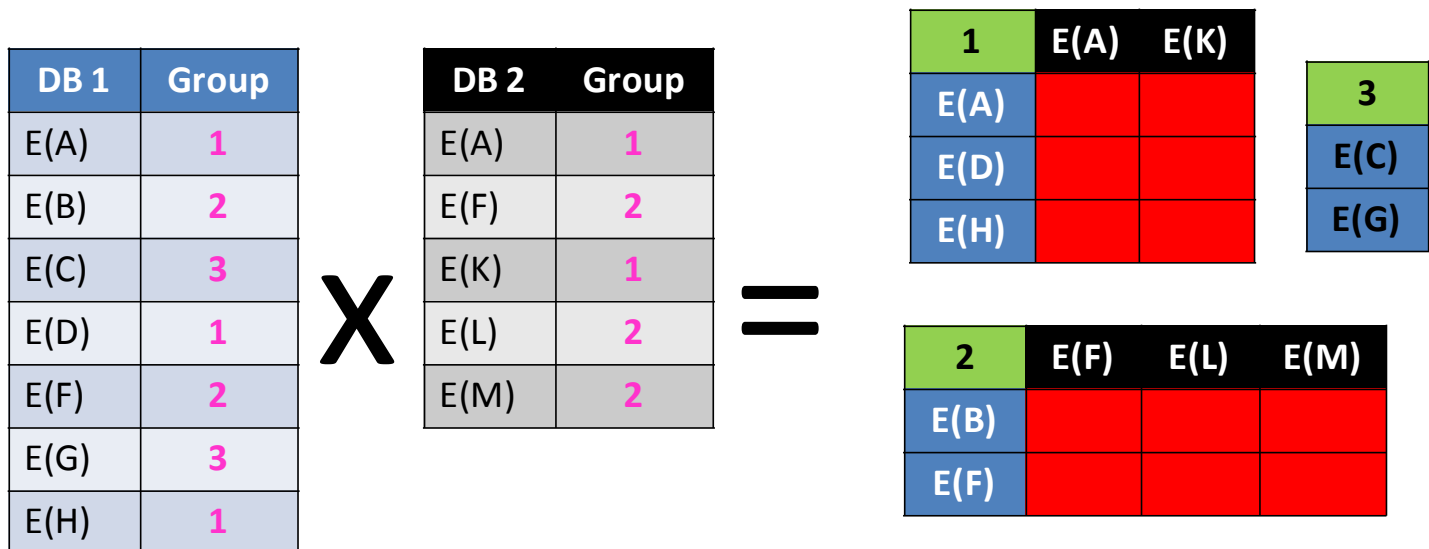 DB 1 Group
E(A) 1
E(B) 2
E(C) 3
E(D) 1
E(F) 2
E(G) 3
E(H) 1
X
DB 2 Group
E(A) 1
E(F) 2
E(K) 1
E(L) 2
E(M) 2
=
1 E(A) E(K)
E(A)
E(D)
E(H)
3
E(C)
E(G)
2 E(F) E(L) E(M)
E(B)
E(F)